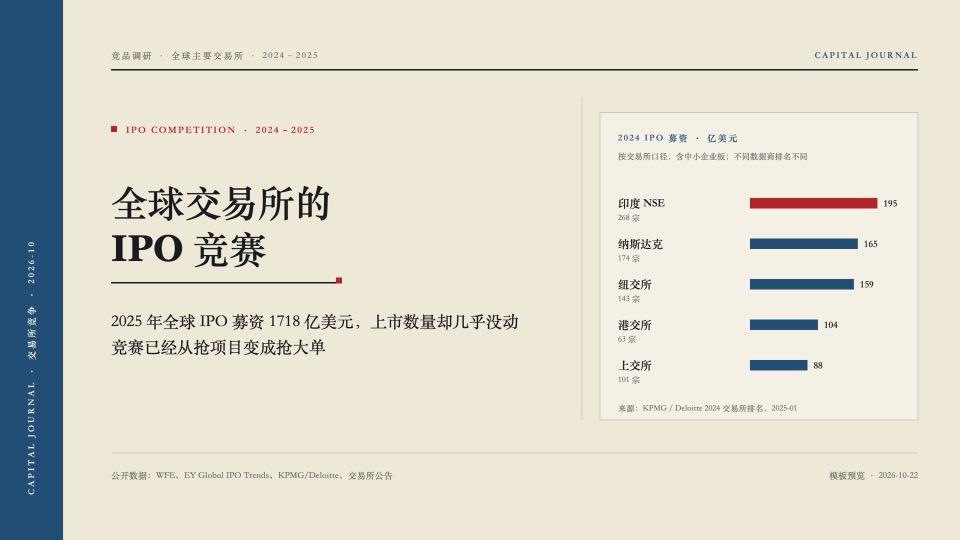 竞品调研 · 全球主要交易所 · 2024–2025
CAPITAL JOURNAL
IPO COMPETITION · 2024–2025
全球交易所的
IPO 竞赛
2025 年全球 IPO 募资 1718 亿美元，上市数量却几乎没动
竞赛已经从抢项目变成抢大单
2024 IPO 募资 · 亿美元
按交易所口径，含中小企业板；不同数据商排名不同
印度 NSE
195
268 宗
纳斯达克
165
174 宗
纽交所
159
143 宗
港交所
104
63 宗
上交所
88
101 宗
来源：KPMG / Deloitte 2024 交易所排名，2025-01
公开数据：WFE、EY Global IPO Trends、KPMG/Deloitte、交易所公告
模板预览 · 2026-10-22
CAPITAL JOURNAL · 交易所竞争 · 2026-10